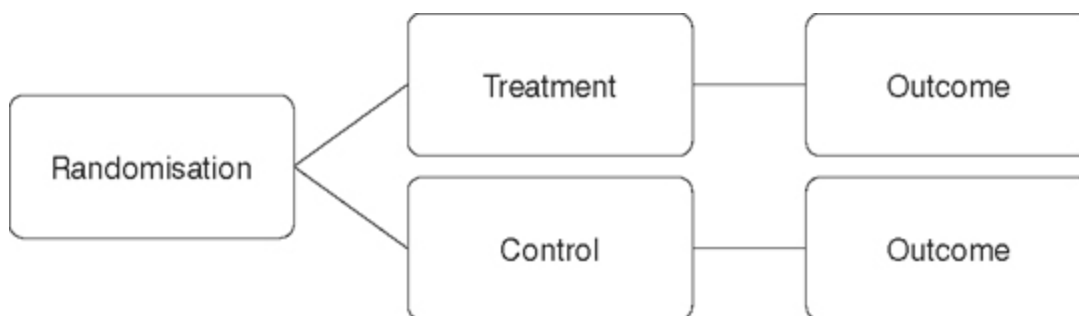 Randomisation
Treatment
Outcome
Control
Outcome